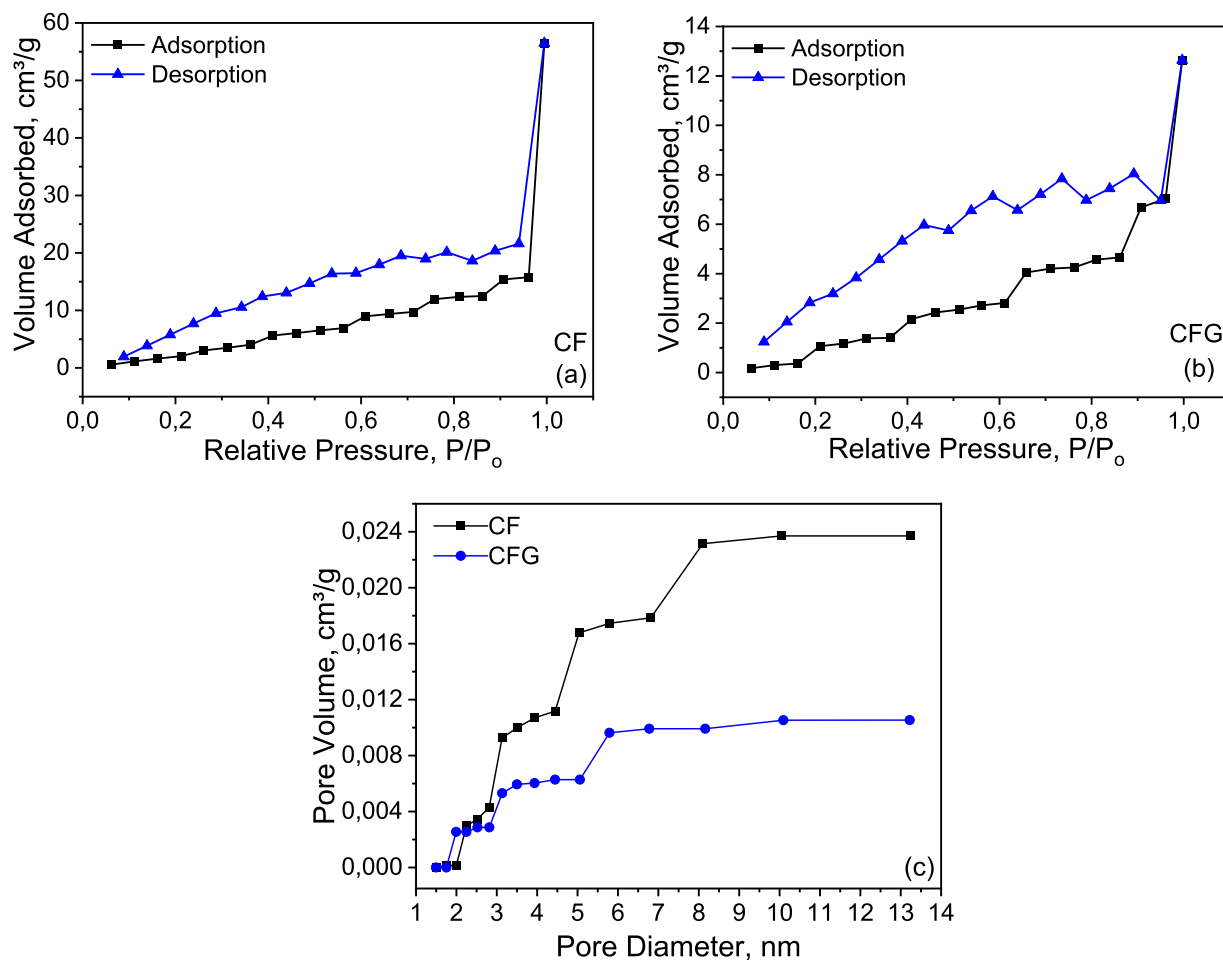 60
50
40
30
20
10
0
Volume Adsorbed, cm³/g
Adsorption
Desorption
CF
(a)
0,0 0,2 0,4 0,6 0,8 1,0
Relative Pressure, P/Pₒ
14
12
10
8
6
4
2
0
Volume Adsorbed, cm³/g
Adsorption
Desorption
CFG
(b)
0,0 0,2 0,4 0,6 0,8 1,0
Relative Pressure, P/Pₒ
0,024
0,020
0,016
0,012
0,008
0,004
0,000
Pore Volume, cm³/g
CF
CFG
(c)
1 2 3 4 5 6 7 8 9 10 11 12 13 14
Pore Diameter, nm